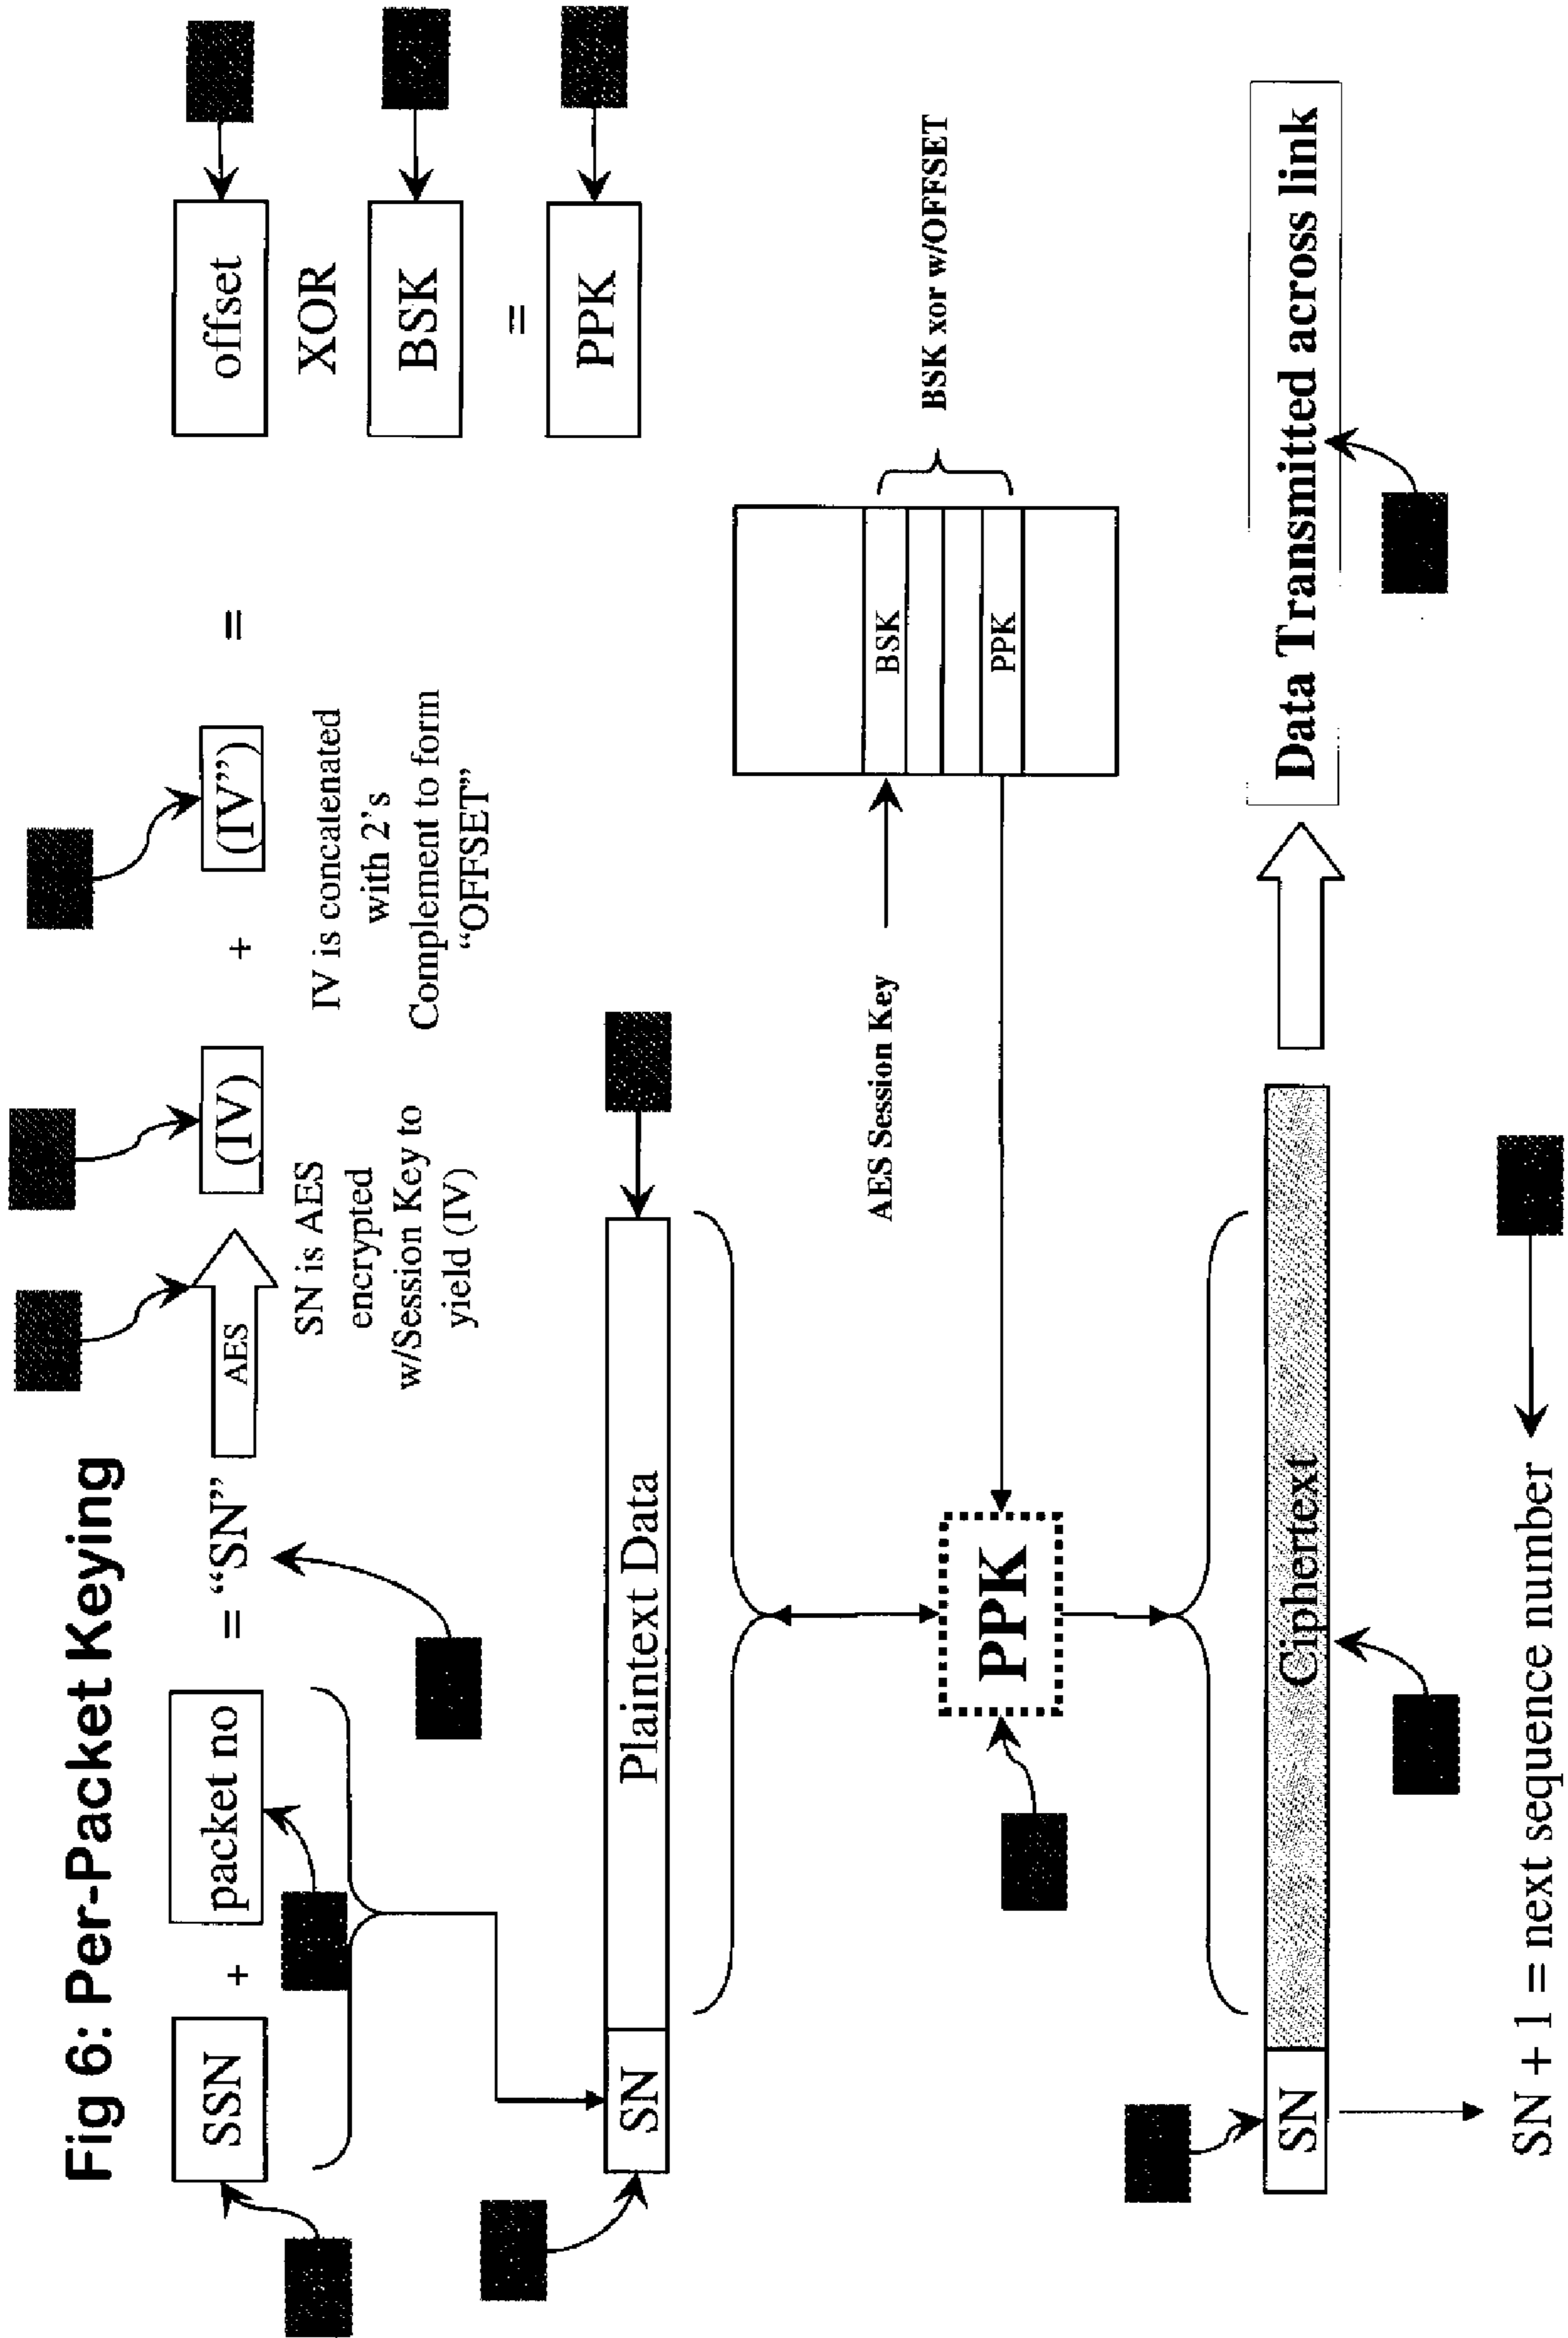 Fig 6: Per-Packet Keying
SSN
+
packet no
= “SN”
AES
(IV)
+
(IV”)
=
offset
XOR
BSK
=
PPK
SN is AES
encrypted
w/Session Key to
yield (IV)
IV is concatenated
with 2’s
Complement to form
“OFFSET”
SN
Plaintext Data
AES Session Key
BSK
PPK
BSK xor w/OFFSET
PPK
SN
Ciphertext
Data Transmitted across link
SN + 1 = next sequence number